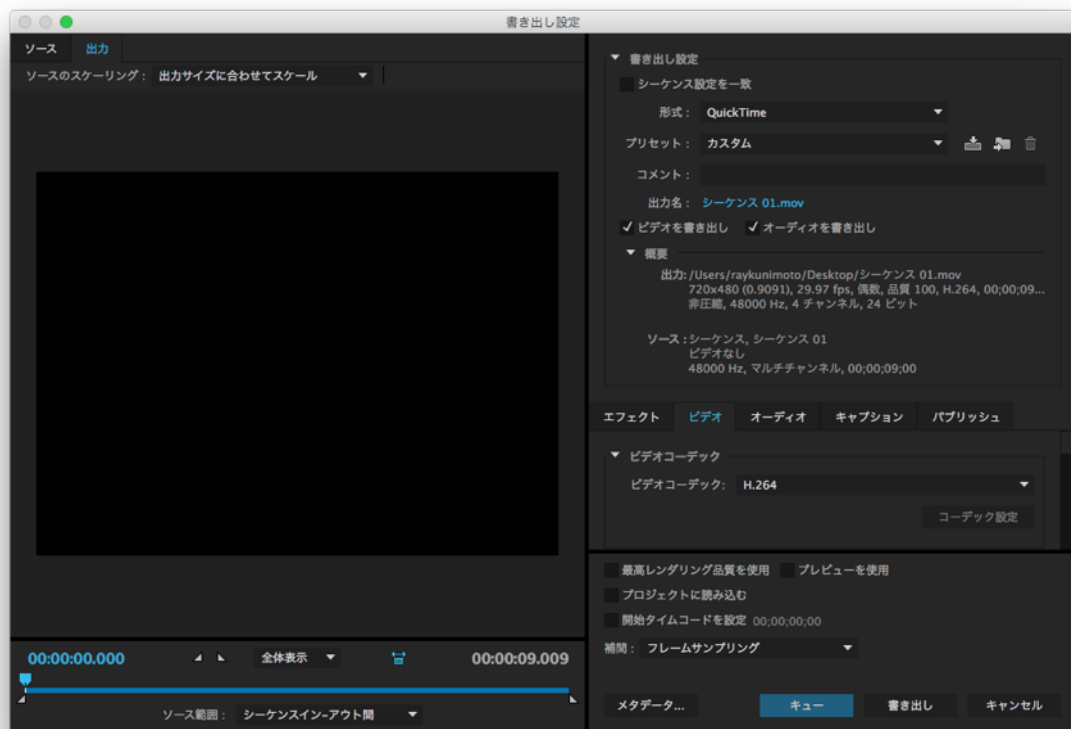 書き出し設定
ソース 出力
ソースのスケーリング： 出力サイズに合わせてスケール
00:00:00.000 全体表示 00:00:09.009
ソース範囲： シーケンスイン-アウト間
書き出し設定
シーケンス設定を一致
形式： QuickTime
プリセット： カスタム
コメント：
出力名： シーケンス 01.mov
ビデオを書き出し オーディオを書き出し
概要
出力: /Users/raykunimoto/Desktop/シーケンス 01.mov
720x480 (0.9091), 29.97 fps, 偶数, 品質 100, H.264, 00;00;09...
非圧縮, 48000 Hz, 4 チャンネル, 24 ビット
ソース : シーケンス, シーケンス 01
ビデオなし
48000 Hz, マルチチャンネル, 00;00;09;00
エフェクト ビデオ オーディオ キャプション パブリッシュ
ビデオコーデック
ビデオコーデック: H.264
コーデック設定
最高レンダリング品質を使用 プレビューを使用
プロジェクトに読み込む
開始タイムコードを設定 00;00;00;00
補間： フレームサンプリング
メタデータ... キュー 書き出し キャンセル